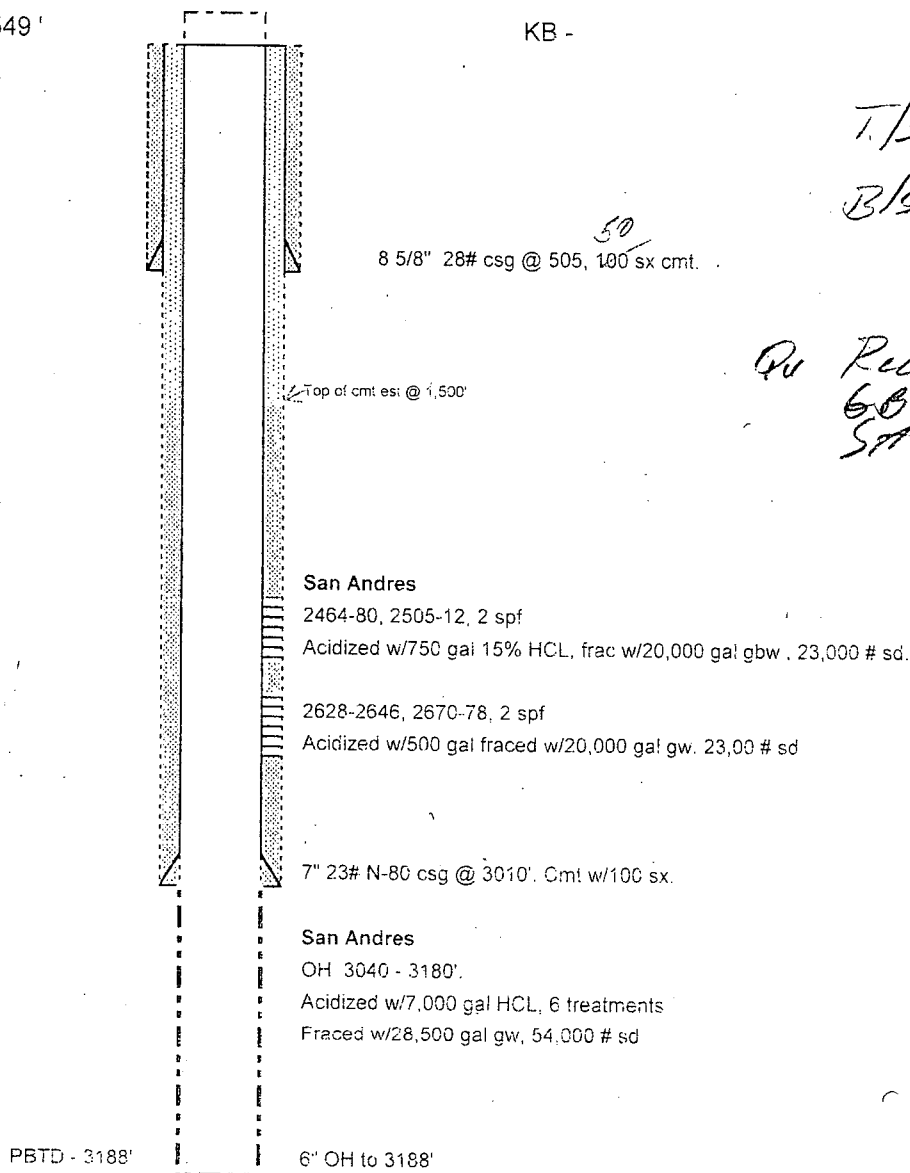 549'
KB -
T/
B/S
50
8 5/8" 28# csg @ 505, 100 sx cmt.
Qu
GB
SA
Top of cmt est @ 1,500'
San Andres
2464-80, 2505-12, 2 spf
Acidized w/750 gal 15% HCL, frac w/20,000 gal gbw , 23,000 # sd.
2628-2646, 2670-78, 2 spf
Acidized w/500 gal fraced w/20,000 gal gw. 23,00 # sd
7" 23# N-80 csg @ 3010'. Cmt w/100 sx.
San Andres
OH 3040 - 3180'.
Acidized w/7,000 gal HCL, 6 treatments
Fraced w/28,500 gal gw, 54,000 # sd
PBTD - 3188'
6" OH to 3188'